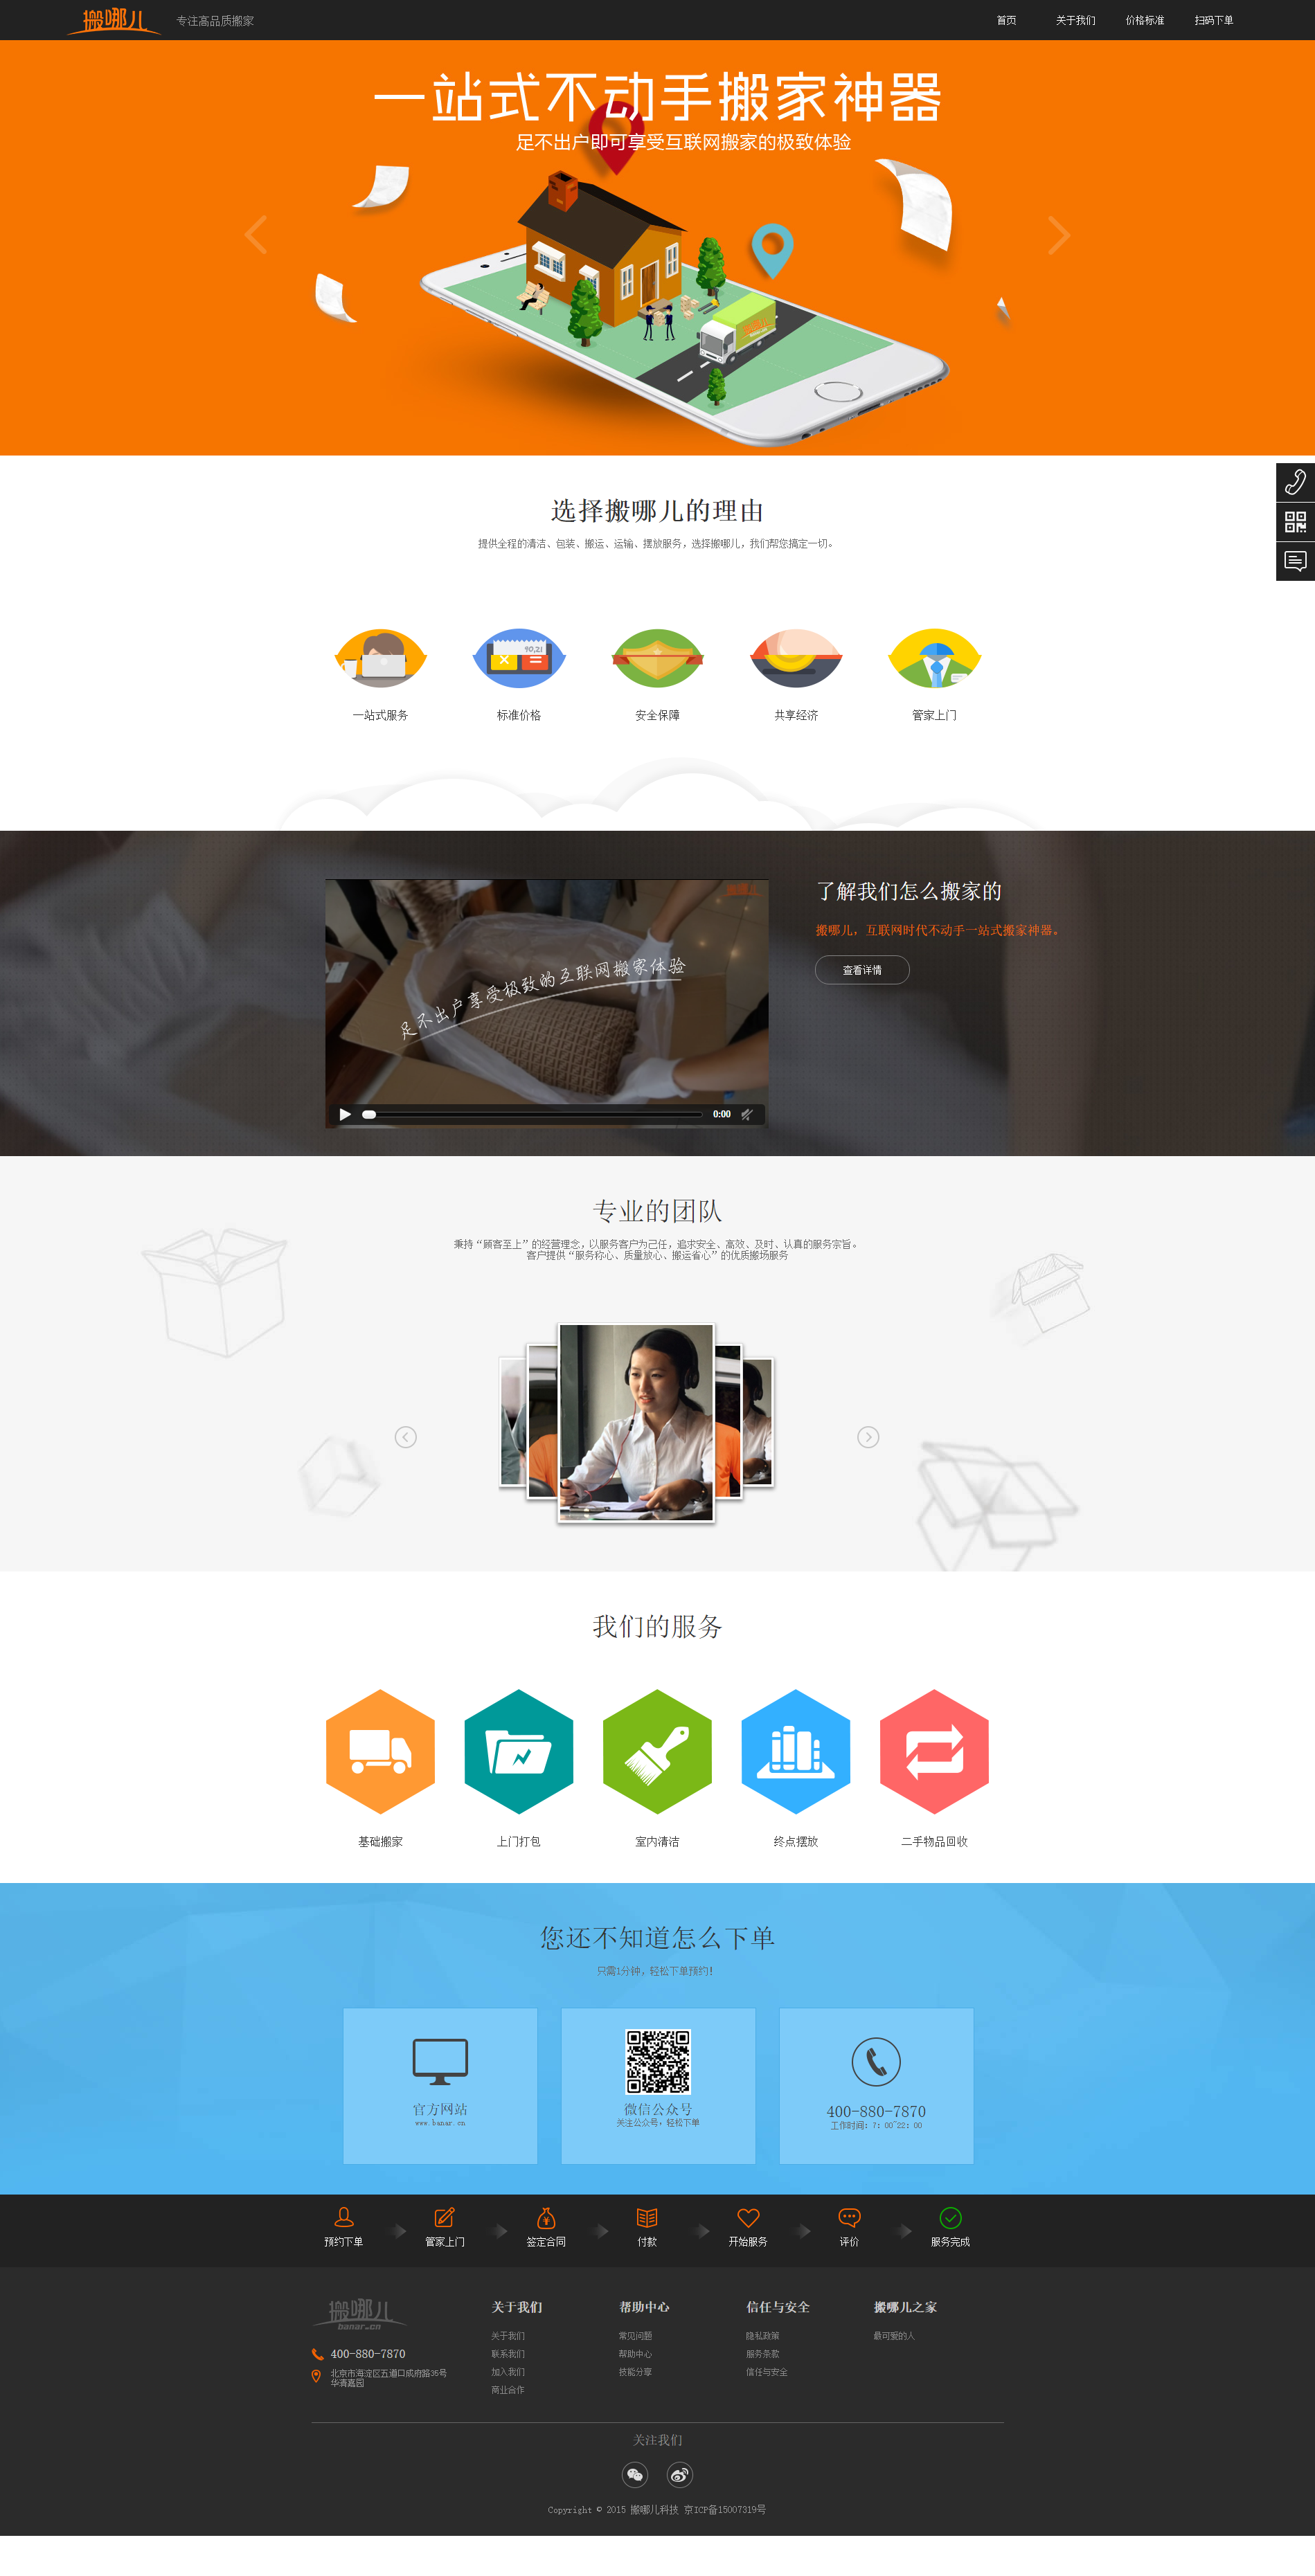 搬哪儿
专注高品质搬家
首页 关于我们 价格标准 扫码下单
一站式不动手搬家神器
足不出户即可享受互联网搬家的极致体验
选择搬哪儿的理由
提供全程的清洁、包装、搬运、运输、摆放服务，选择搬哪儿，我们帮您搞定一切。
一站式服务 标准价格 安全保障 共享经济 管家上门
搬哪儿
足不出户享受极致的互联网搬家体验
0:00
了解我们怎么搬家的
搬哪儿，互联网时代不动手一站式搬家神器。
查看详情
专业的团队
秉持“顾客至上”的经营理念，以服务客户为己任，追求安全、高效、及时、认真的服务宗旨。
客户提供“服务称心、质量放心、搬运省心”的优质搬场服务
我们的服务
基础搬家 上门打包 室内清洁 终点摆放 二手物品回收
您还不知道怎么下单
只需1分钟，轻松下单预约！
官方网站
www.banar.cn
微信公众号
关注公众号，轻松下单
400-880-7870
工作时间：7：00~22：00
预约下单 管家上门 签定合同 付款 开始服务 评价 服务完成
搬哪儿
banar.cn
400-880-7870
北京市海淀区五道口成府路35号
华清嘉园
关于我们
关于我们
联系我们
加入我们
商业合作
帮助中心
常见问题
帮助中心
技能分享
信任与安全
隐私政策
服务条款
信任与安全
搬哪儿之家
最可爱的人
关注我们
Copyright © 2015 搬哪儿科技 京ICP备15007319号